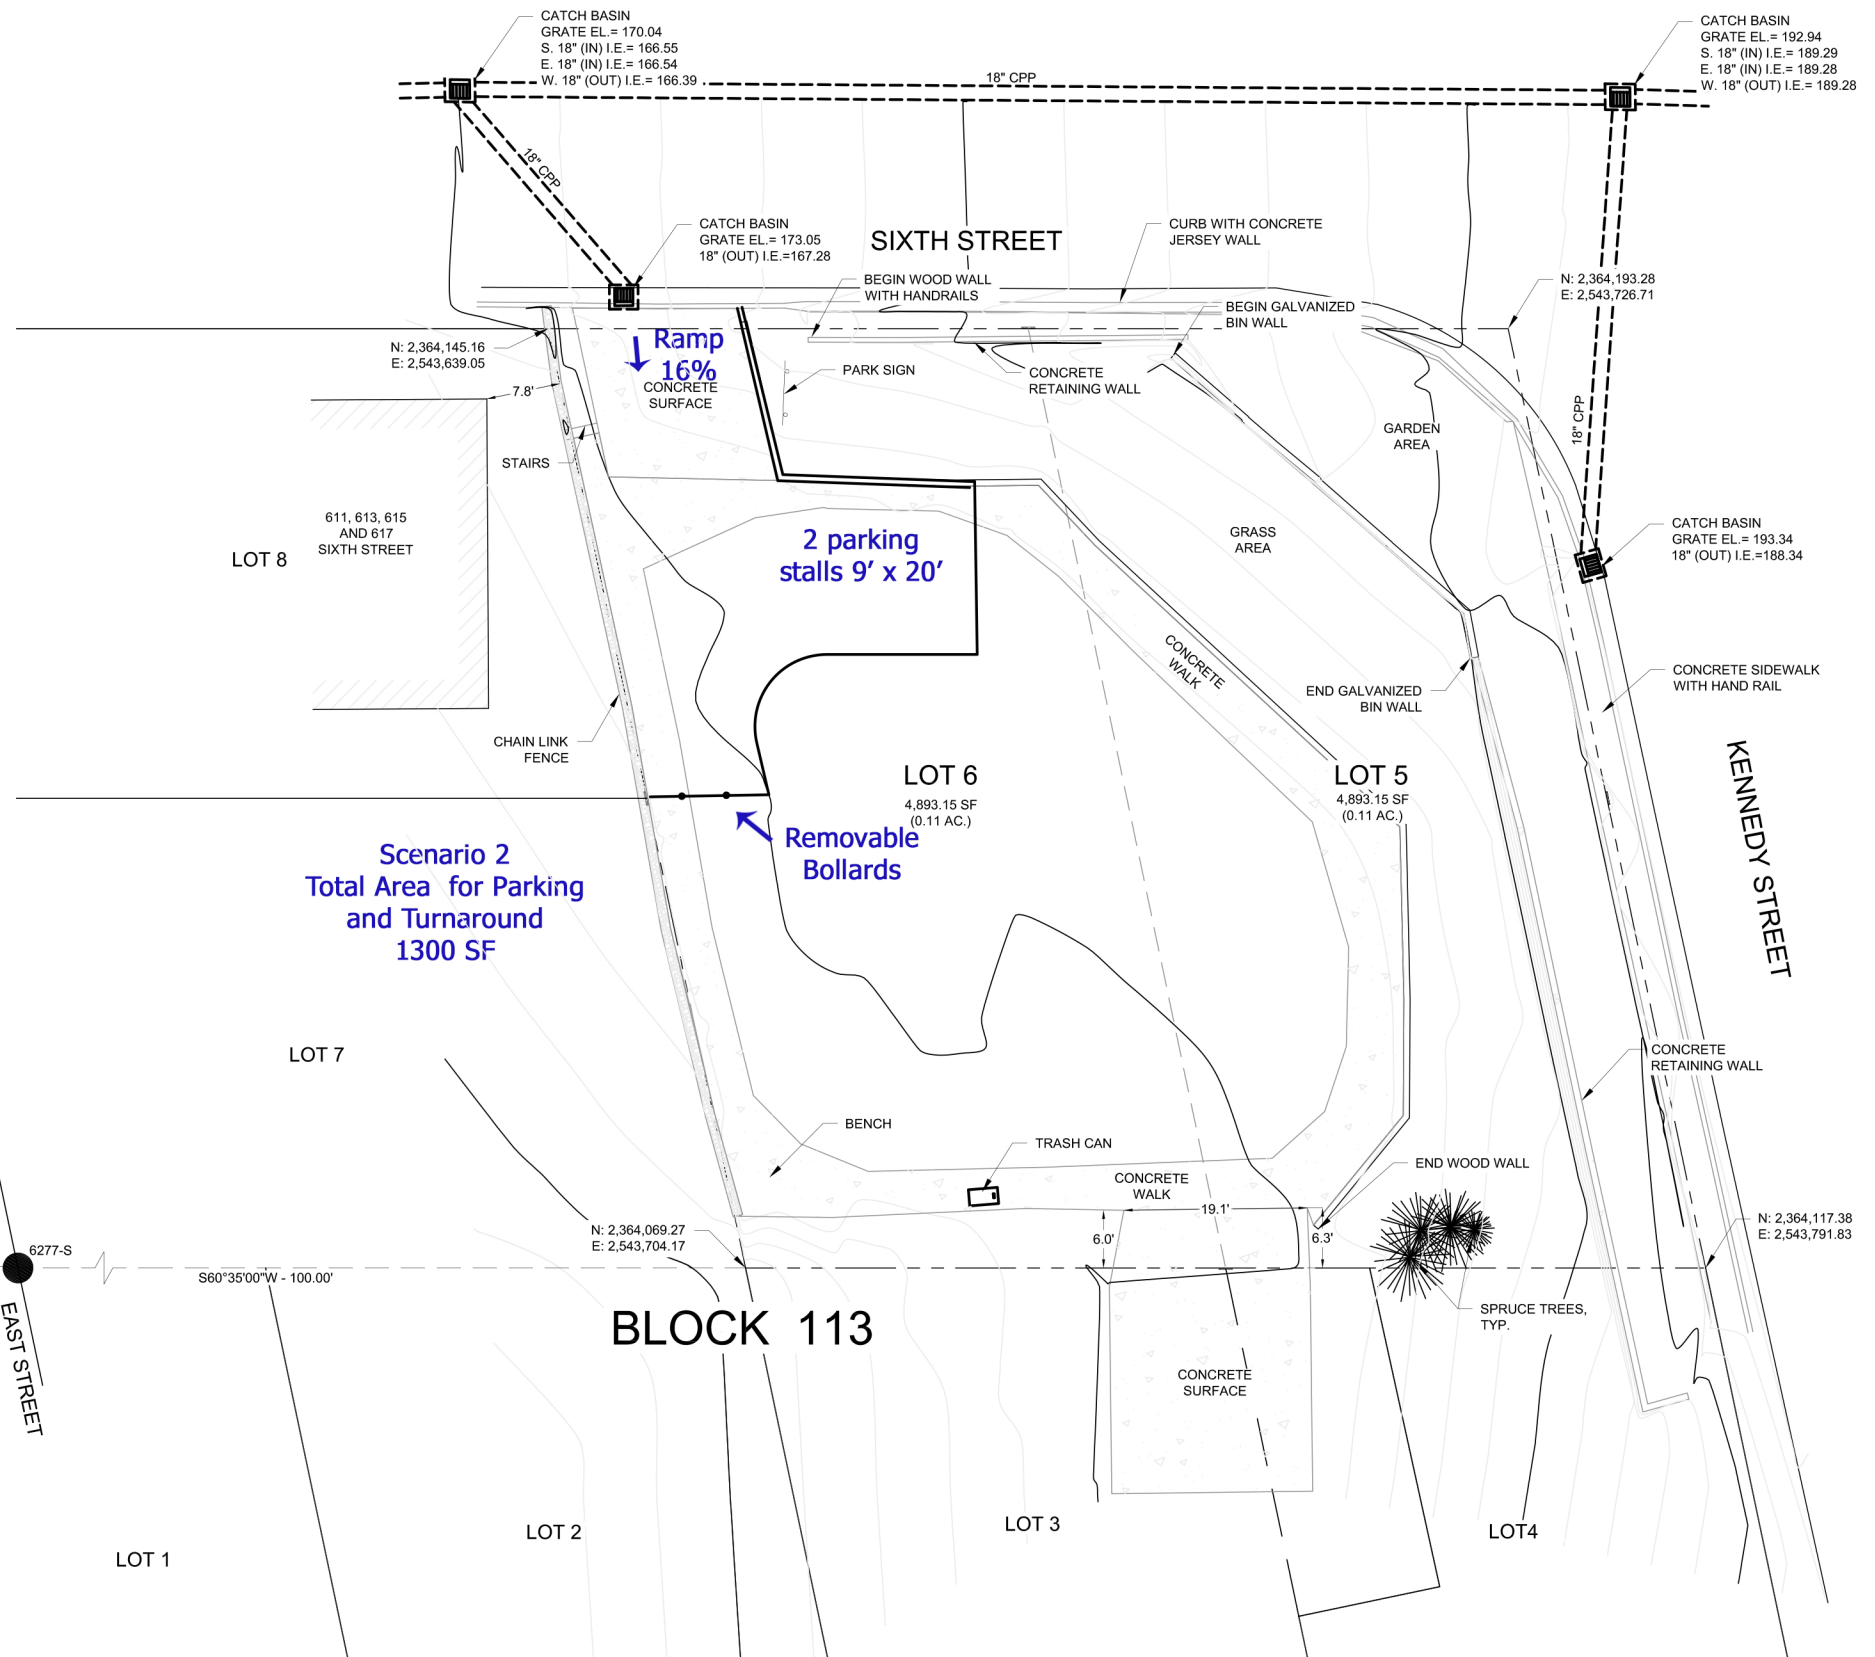 CATCH BASIN
GRATE EL.= 170.04
S. 18" (IN) I.E.= 166.55
E. 18" (IN) I.E.= 166.54
W. 18" (OUT) I.E.= 166.39
CATCH BASIN
GRATE EL.= 192.94
S. 18" (IN) I.E.= 189.29
E. 18" (IN) I.E.= 189.28
W. 18" (OUT) I.E.= 189.28
18" CPP
18" CPP
CATCH BASIN
GRATE EL.= 173.05
18" (OUT) I.E.=167.28
SIXTH STREET
CURB WITH CONCRETE
JERSEY WALL
BEGIN WOOD WALL
WITH HANDRAILS
BEGIN GALVANIZED
BIN WALL
N: 2,364,193.28
E: 2,543,726.71
N: 2,364,145.16
E: 2,543,639.05
Ramp
16%
CONCRETE
SURFACE
PARK SIGN
CONCRETE
RETAINING WALL
7.8'
18" CPP
GARDEN
AREA
STAIRS
611, 613, 615
AND 617
SIXTH STREET
LOT 8
2 parking
stalls 9' x 20'
GRASS
AREA
CATCH BASIN
GRATE EL.= 193.34
18" (OUT) I.E.=188.34
CONCRETE
WALK
END GALVANIZED
BIN WALL
CONCRETE SIDEWALK
WITH HAND RAIL
CHAIN LINK
FENCE
LOT 6
4,893.15 SF
(0.11 AC.)
LOT 5
4,893.15 SF
(0.11 AC.)
KENNEDY STREET
Removable
Bollards
Scenario 2
Total Area for Parking
and Turnaround
1300 SF
LOT 7
CONCRETE
RETAINING WALL
BENCH
TRASH CAN
END WOOD WALL
CONCRETE
WALK
19.1'
6.0'
6.3'
N: 2,364,069.27
E: 2,543,704.17
N: 2,364,117.38
E: 2,543,791.83
6277-S
S60°35'00"W - 100.00'
EAST STREET
BLOCK 113
SPRUCE TREES,
TYP.
CONCRETE
SURFACE
LOT 1
LOT 2
LOT 3
LOT4